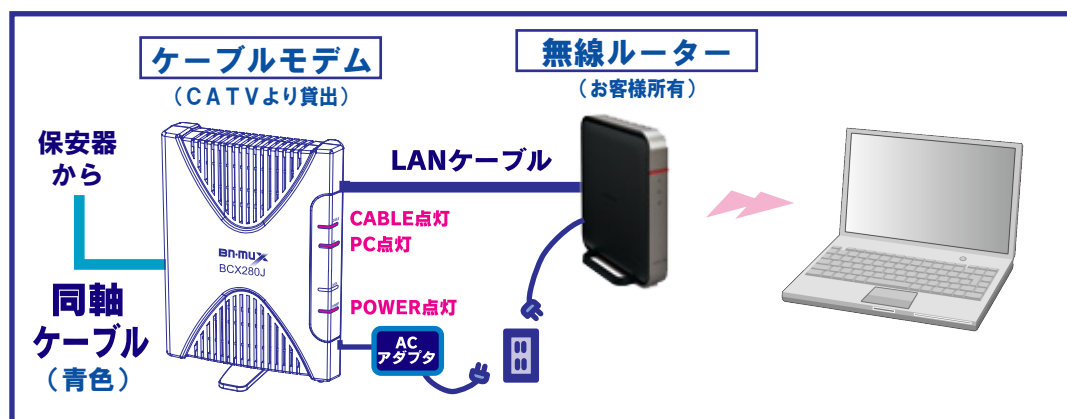 ケーブルモデム
（CATVより貸出）
無線ルーター
（お客様所有）
保安器
から
LANケーブル
CABLE点灯
PC点灯
Bn-mux
BCX280J
同軸
ケーブル
（青色）
POWER点灯
AC
アダプタ